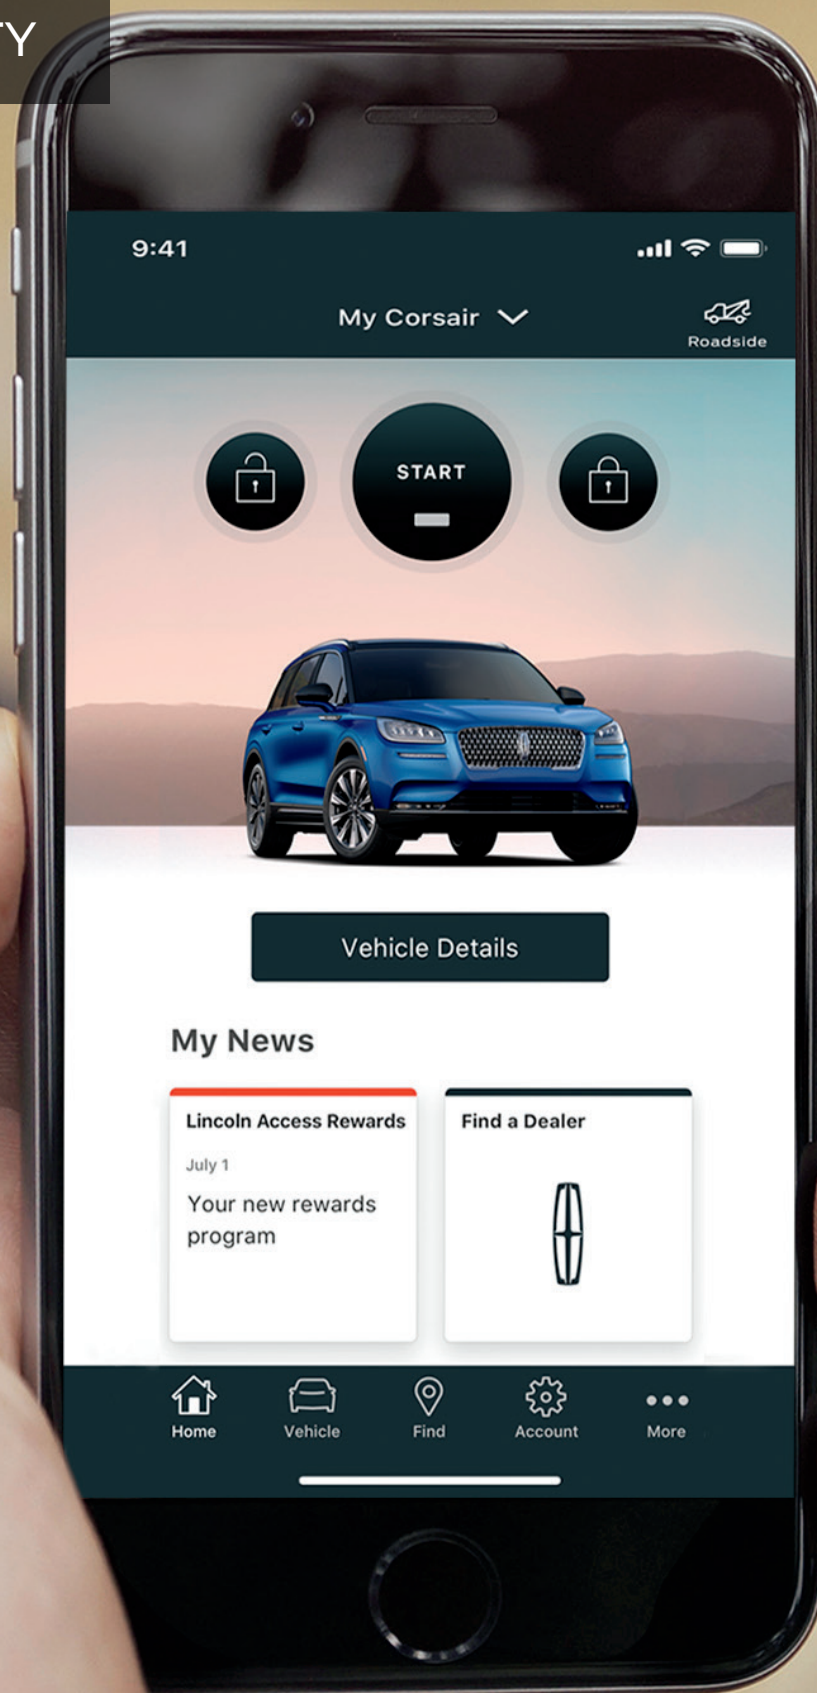 TY
9:41
My Corsair
Roadside
START
Vehicle Details
My News
Lincoln Access Rewards
July 1
Your new rewards
program
Find a Dealer
Home
Vehicle
Find
Account
More